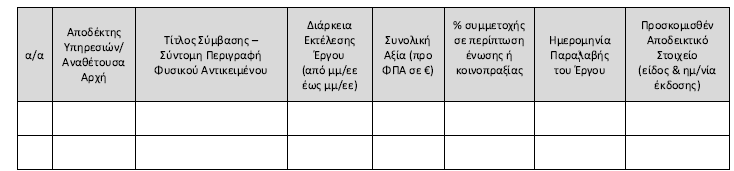 α/α
Αποδέκτης
Υπηρεσιών/
Αναθέτουσα
Αρχή
Τίτλος Σύμβασης –
Σύντομη Περιγραφή
Φυσικού Αντικειμένου
Διάρκεια
Εκτέλεσης
Έργου
(από μμ/εε
έως μμ/εε)
Συνολική
Αξία (προ
ΦΠΑ σε €)
% συμμετοχής
σε περίπτωση
ένωσης ή
κοινοπραξίας
Ημερομηνία
Παραλαβής
του Έργου
Προσκομισθέν
Αποδεικτικό
Στοιχείο
(είδος & ημ/νία
έκδοσης)